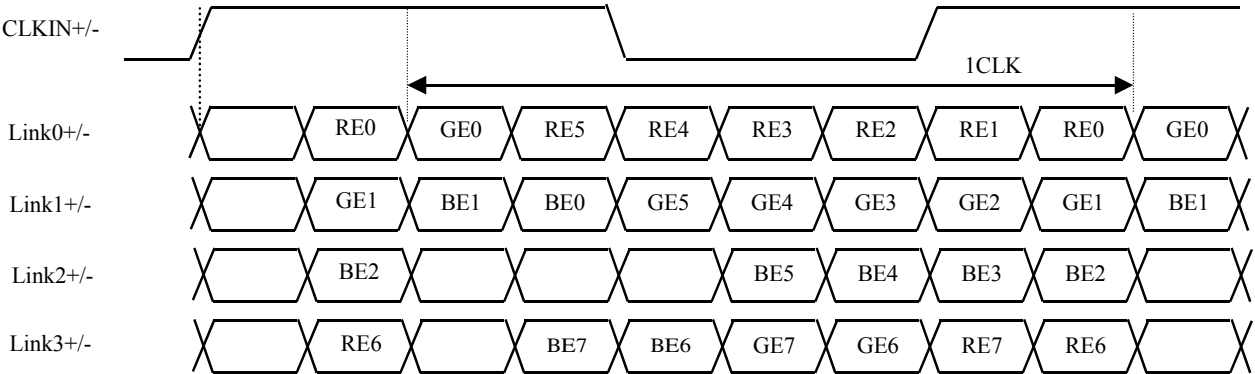 CLKIN+/-
1CLK
Link0+/- RE0 GE0 RE5 RE4 RE3 RE2 RE1 RE0 GE0
Link1+/- GE1 BE1 BE0 GE5 GE4 GE3 GE2 GE1 BE1
Link2+/- BE2 BE5 BE4 BE3 BE2
Link3+/- RE6 BE7 BE6 GE7 GE6 RE7 RE6